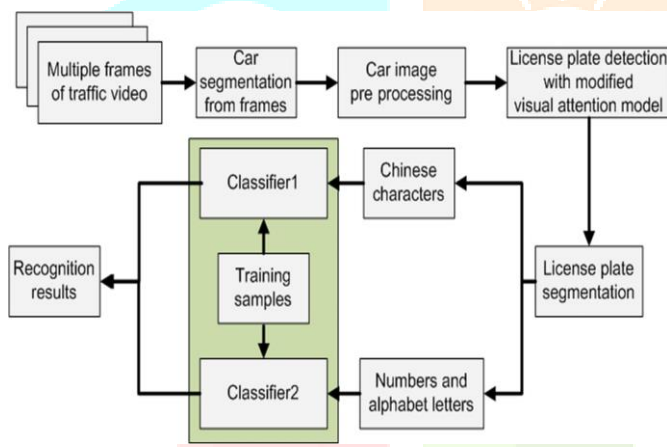 Multiple frames
of traffic video
Car
segmentation
from frames
Car image
pre processing
License plate detection
with modified
visual attention model
Classifier1
Chinese
characters
Recognition
results
Training
samples
License plate
segmentation
Classifier2
Numbers and
alphabet letters